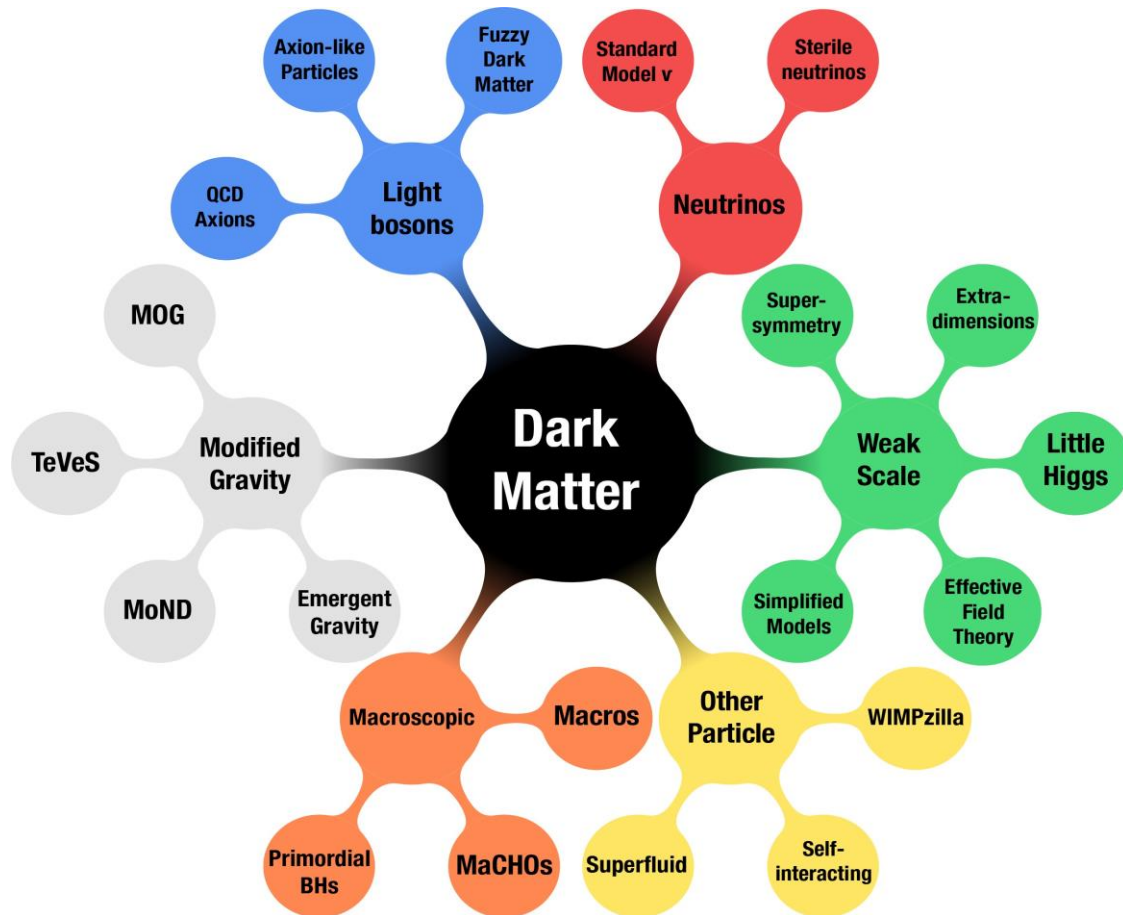 Axion-like
Particles
Fuzzy
Dark
Matter
QCD
Axions
Light
bosons
Standard
Model ν
Sterile
neutrinos
Neutrinos
MOG
TeVeS
Modified
Gravity
MoND
Emergent
Gravity
Dark
Matter
Super-
symmetry
Extra-
dimensions
Weak
Scale
Little
Higgs
Simplified
Models
Effective
Field
Theory
Macroscopic
Macros
Primordial
BHs
MaCHOs
Other
Particle
WIMPzilla
Superfluid
Self-
interacting